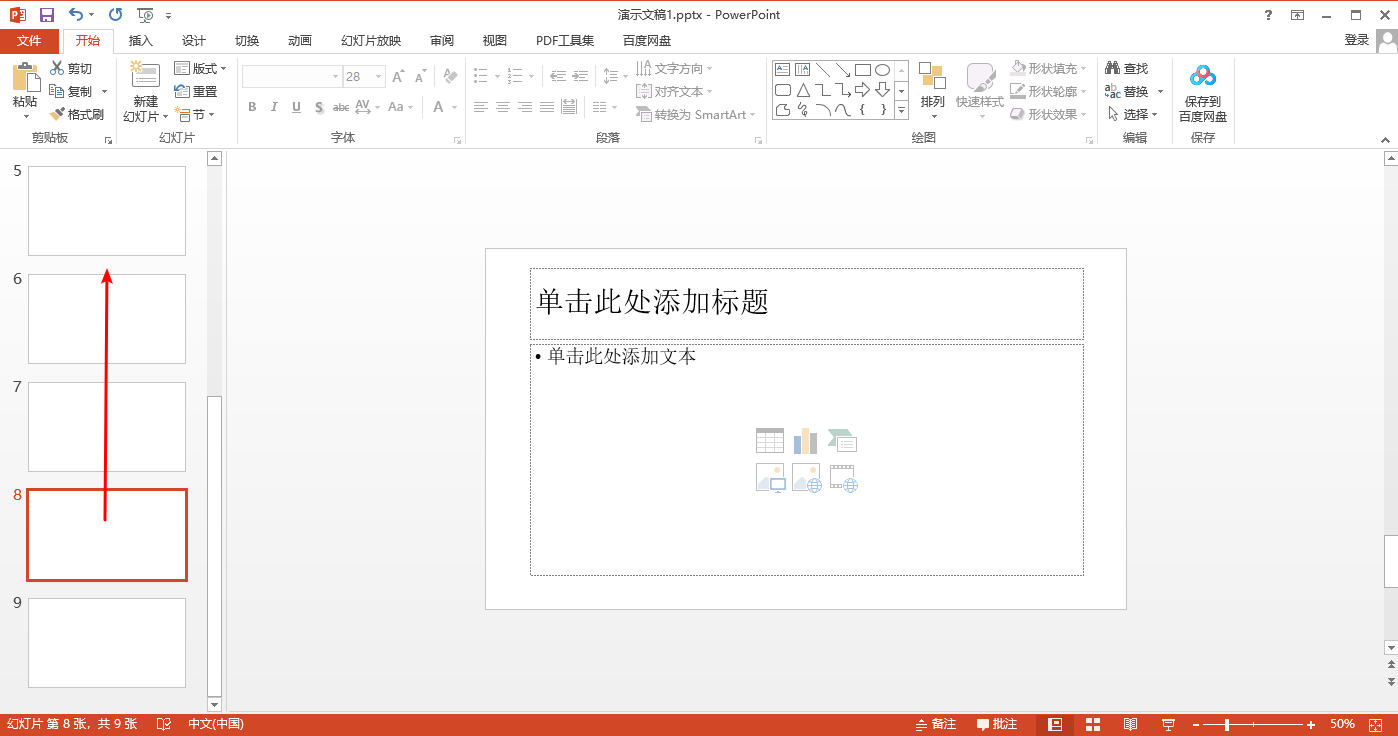 演示文稿1.pptx - PowerPoint
?
文件 开始 插入 设计 切换 动画 幻灯片放映 审阅 视图 PDF工具集 百度网盘 登录
粘贴
剪切
复制
格式刷
剪贴板
新建
幻灯片
版式
重置
节
幻灯片
28
B I U S abc AV Aa A
字体
文字方向
对齐文本
转换为 SmartArt
段落
排列
快速样式
形状填充
形状轮廓
形状效果
绘图
查找
替换
选择
编辑
保存到
百度网盘
保存
5
6
7
8
9
单击此处添加标题
• 单击此处添加文本
幻灯片 第 8 张，共 9 张 中文(中国) 备注 批注 50%